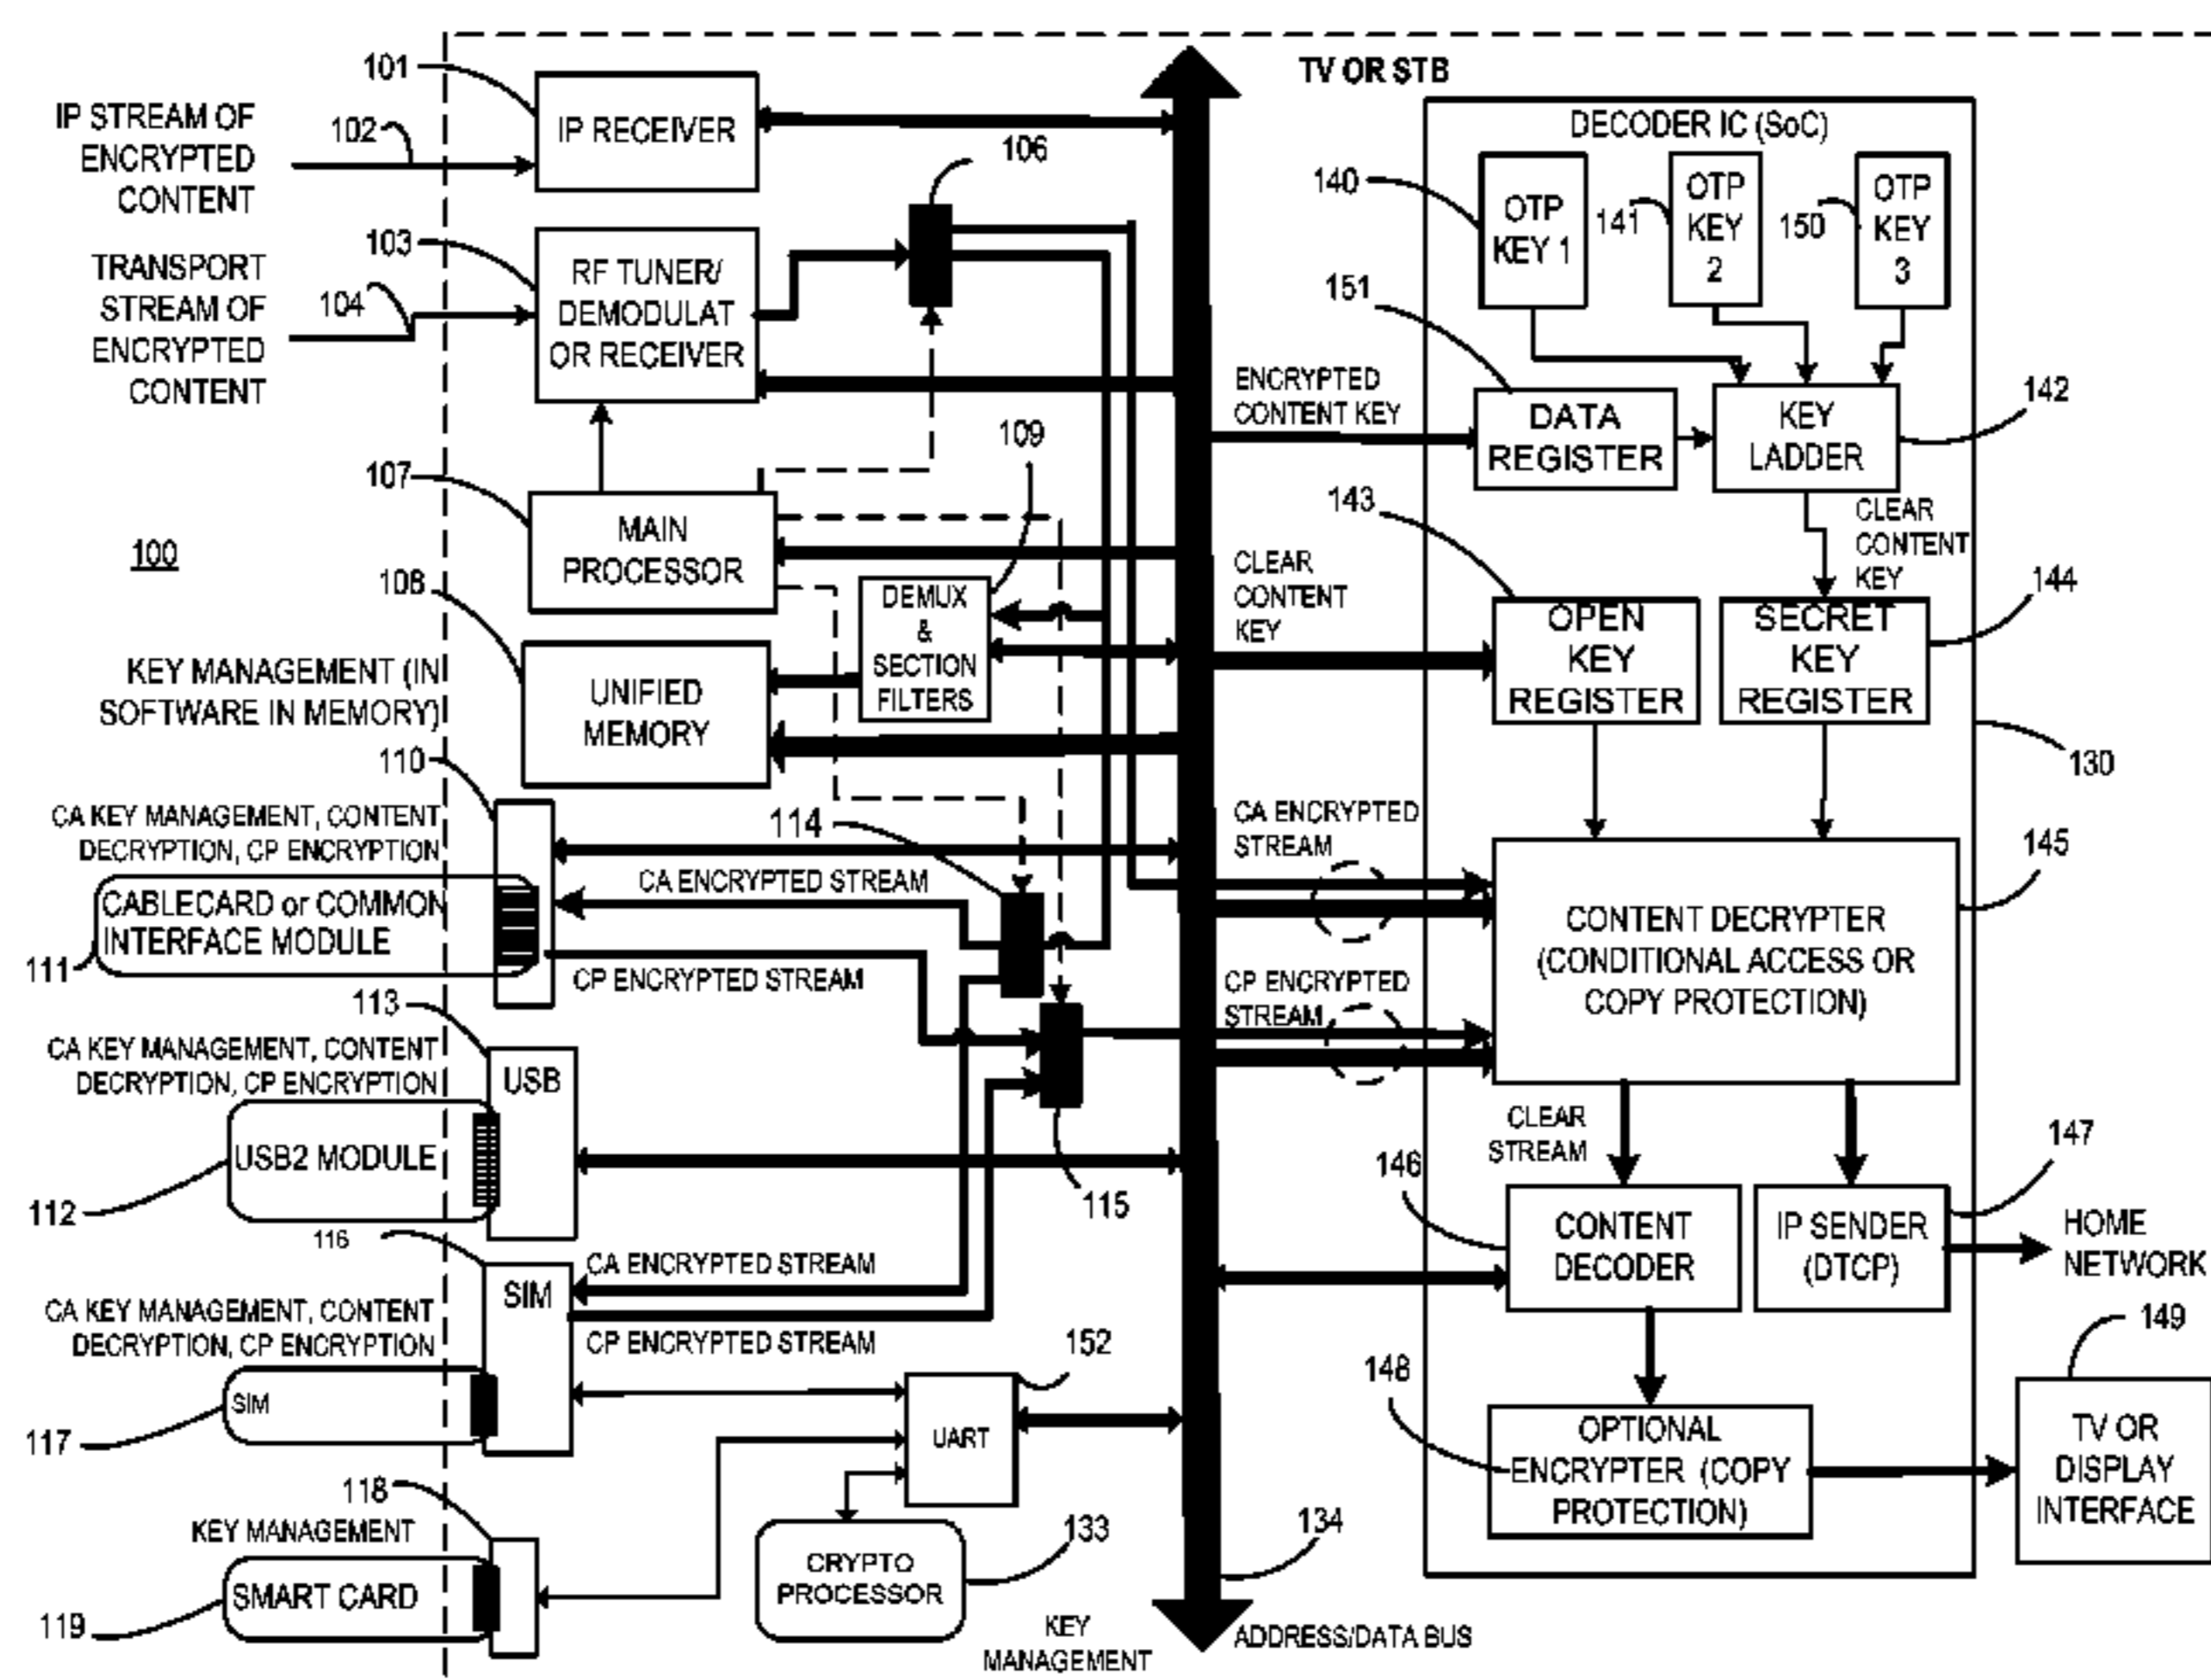 TV OR STB
101
IP RECEIVER
IP STREAM OF
ENCRYPTED
CONTENT
102
106
103
RF TUNER/
DEMODULAT
OR RECEIVER
TRANSPORT
STREAM OF
ENCRYPTED
CONTENT
104
107
MAIN
PROCESSOR
109
DEMUX
&
SECTION
FILTERS
100
108
UNIFIED
MEMORY
KEY MANAGEMENT (IN
SOFTWARE IN MEMORY)
110
CA KEY MANAGEMENT, CONTENT
DECRYPTION, CP ENCRYPTION
CABLECARD or COMMON
INTERFACE MODULE
111
114
CA ENCRYPTED STREAM
CP ENCRYPTED STREAM
113
CA KEY MANAGEMENT, CONTENT
DECRYPTION, CP ENCRYPTION
USB
USB2 MODULE
112
115
116
SIM
CA ENCRYPTED STREAM
CP ENCRYPTED STREAM
CA KEY MANAGEMENT, CONTENT
DECRYPTION, CP ENCRYPTION
SIM
117
152
UART
118
KEY MANAGEMENT
SMART CARD
119
CRYPTO
PROCESSOR
133
KEY
MANAGEMENT
134
ADDRESS/DATA BUS
DECODER IC (SoC)
140
OTP
KEY 1
141
OTP
KEY
2
150
OTP
KEY
3
151
ENCRYPTED
CONTENT KEY
DATA
REGISTER
KEY
LADDER
142
143
CLEAR
CONTENT
KEY
CLEAR
CONTENT
KEY
OPEN
KEY
REGISTER
SECRET
KEY
REGISTER
144
130
CA ENCRYPTED
STREAM
CP ENCRYPTED
STREAM
CONTENT DECRYPTER
(CONDITIONAL ACCESS OR
COPY PROTECTION)
145
CLEAR
STREAM
146
CONTENT
DECODER
IP SENDER
(DTCP)
147
HOME
NETWORK
148
OPTIONAL
ENCRYPTER (COPY
PROTECTION)
149
TV OR
DISPLAY
INTERFACE